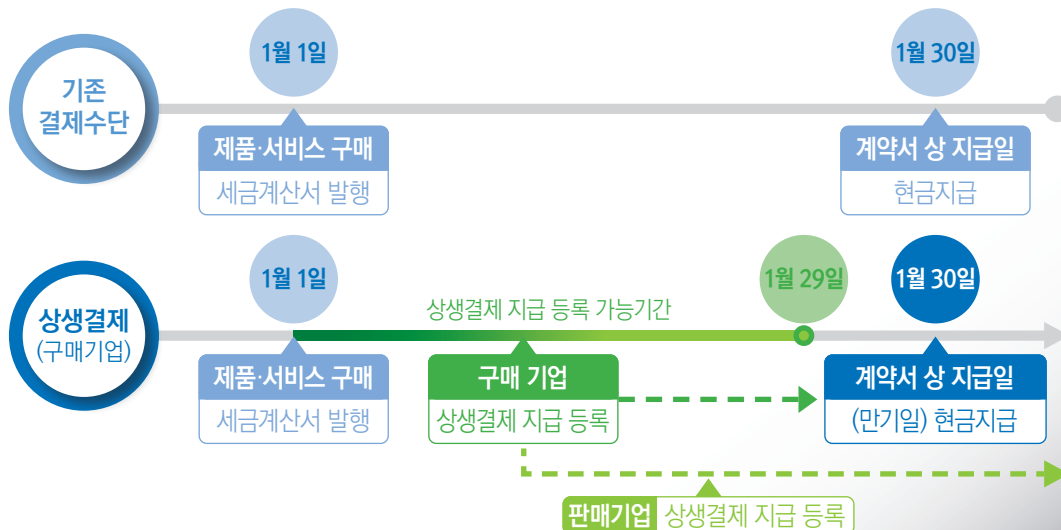 1월 1일
1월 30일
기존
결제수단
제품·서비스 구매
세금계산서 발행
계약서 상 지급일
현금지급
1월 1일
1월 29일
1월 30일
상생결제 지급 등록 가능기간
상생결제
(구매기업)
제품·서비스 구매
세금계산서 발행
구매 기업
상생결제 지급 등록
계약서 상 지급일
(만기일) 현금지급
판매기업 상생결제 지급 등록